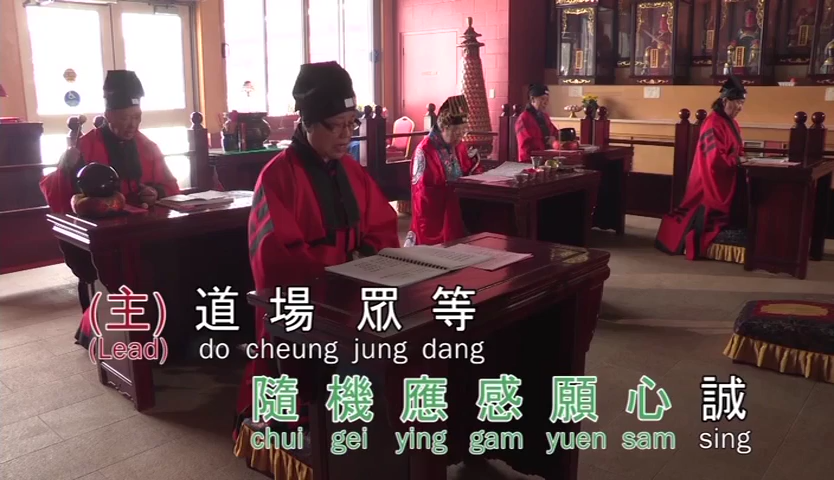 (主) 道場 眾等
(Lead) do cheung jung dang
隨機應感願心誠
chui gei ying gam yuen sam sing